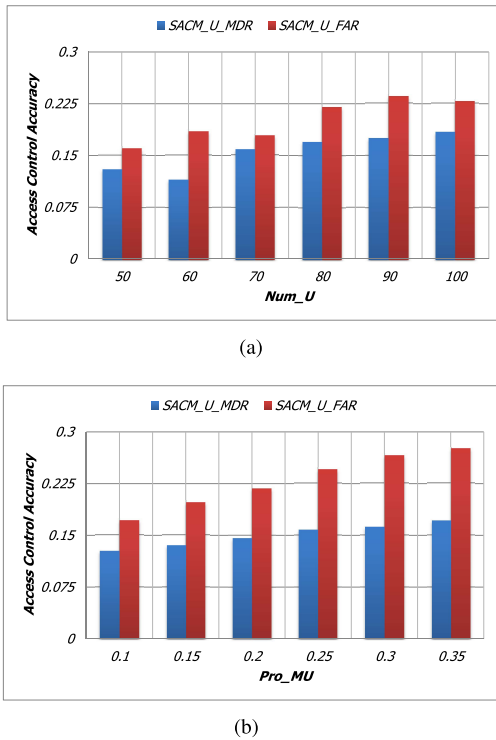 SACM_U_MDR SACM_U_FAR
0.3
0.225
0.15
0.075
0
Access Control Accuracy
50 60 70 80 90 100
Num_U
(a)
SACM_U_MDR SACM_U_FAR
0.3
0.225
0.15
0.075
0
Access Control Accuracy
0.1 0.15 0.2 0.25 0.3 0.35
Pro_MU
(b)